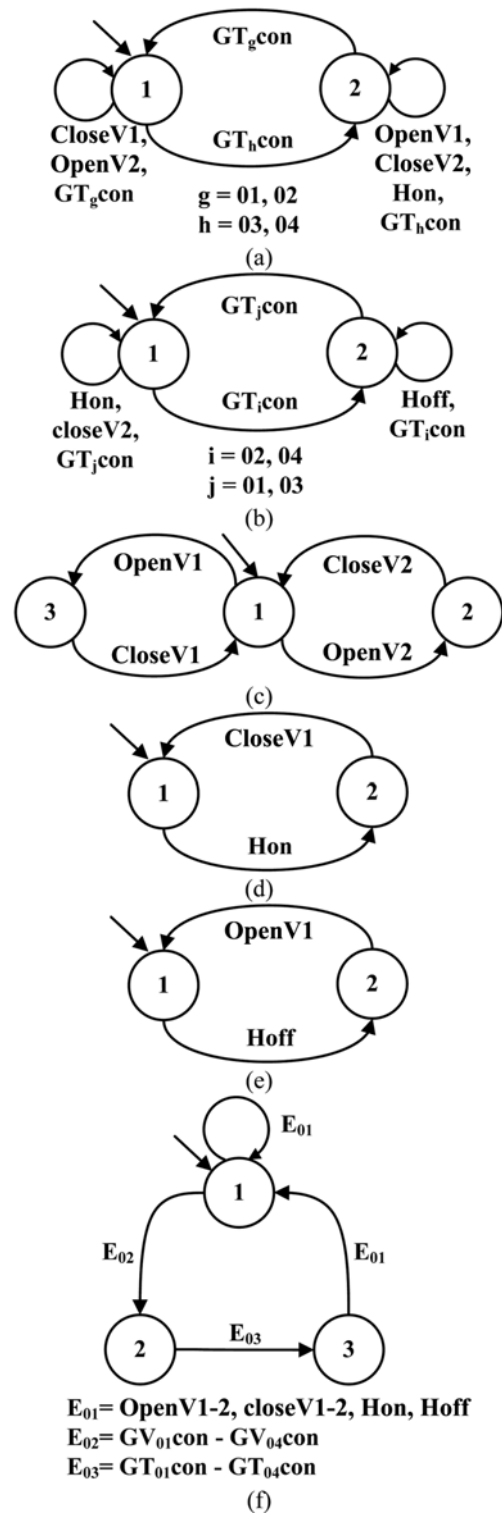 GTgcon
1
2
CloseV1,
OpenV2,
GTgcon
GThcon
OpenV1,
CloseV2,
Hon,
GThcon
g = 01, 02
h = 03, 04
(a)
GTjcon
1
2
Hon,
closeV2,
GTjcon
GTicon
Hoff,
GTicon
i = 02, 04
j = 01, 03
(b)
OpenV1
CloseV2
3
1
2
CloseV1
OpenV2
(c)
CloseV1
1
2
Hon
(d)
OpenV1
1
2
Hoff
(e)
E01
1
E02
E01
2
E03
3
E01= OpenV1-2, closeV1-2, Hon, Hoff
E02= GV01con - GV04con
E03= GT01con - GT04con
(f)